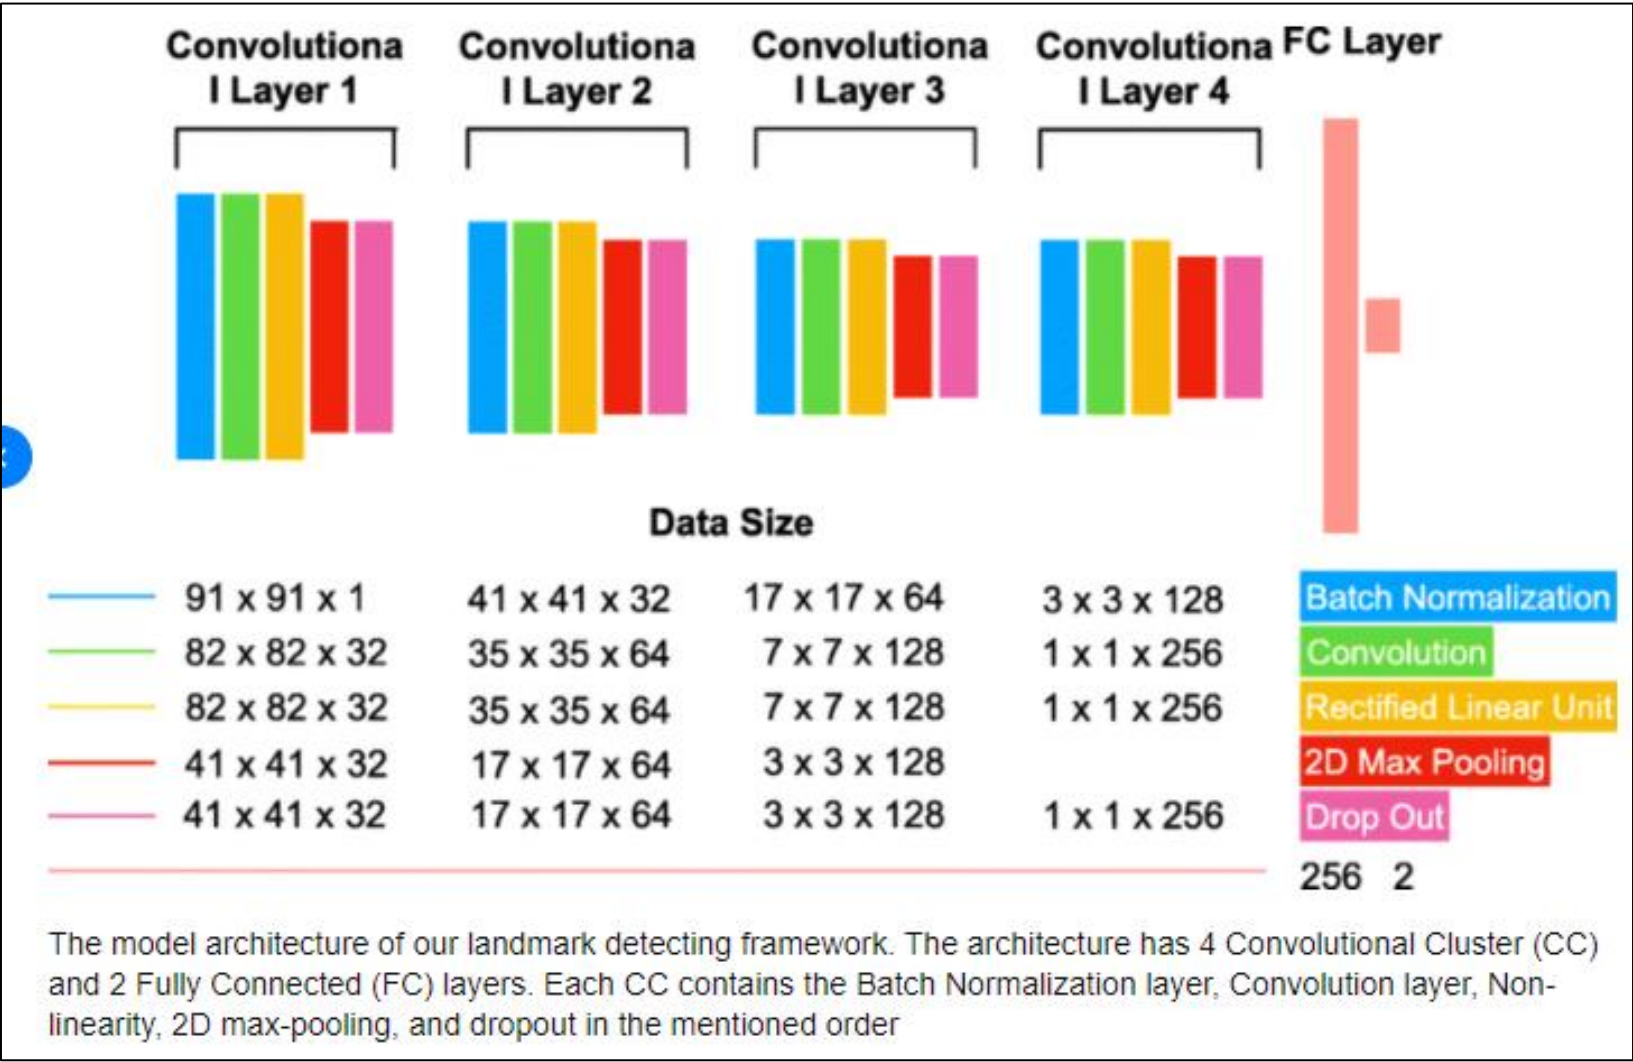 Convolutiona
l Layer 1
Convolutiona
l Layer 2
Convolutiona
l Layer 3
Convolutiona
l Layer 4
FC Layer
Data Size
91 x 91 x 1 41 x 41 x 32 17 x 17 x 64 3 x 3 x 128 Batch Normalization
82 x 82 x 32 35 x 35 x 64 7 x 7 x 128 1 x 1 x 256 Convolution
82 x 82 x 32 35 x 35 x 64 7 x 7 x 128 1 x 1 x 256 Rectified Linear Unit
41 x 41 x 32 17 x 17 x 64 3 x 3 x 128 2D Max Pooling
41 x 41 x 32 17 x 17 x 64 3 x 3 x 128 1 x 1 x 256 Drop Out
256 2
The model architecture of our landmark detecting framework. The architecture has 4 Convolutional Cluster (CC)
and 2 Fully Connected (FC) layers. Each CC contains the Batch Normalization layer, Convolution layer, Non-
linearity, 2D max-pooling, and dropout in the mentioned order